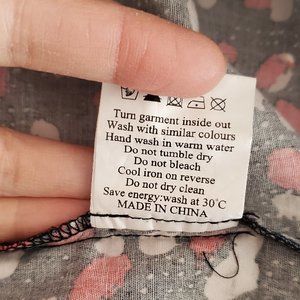 Turn garment inside out
Wash with similar colours
Hand wash in warm water
Do not tumble dry
Do not bleach
Cool iron on reverse
Do not dry clean
Save energy:wash at 30°C
MADE IN CHINA